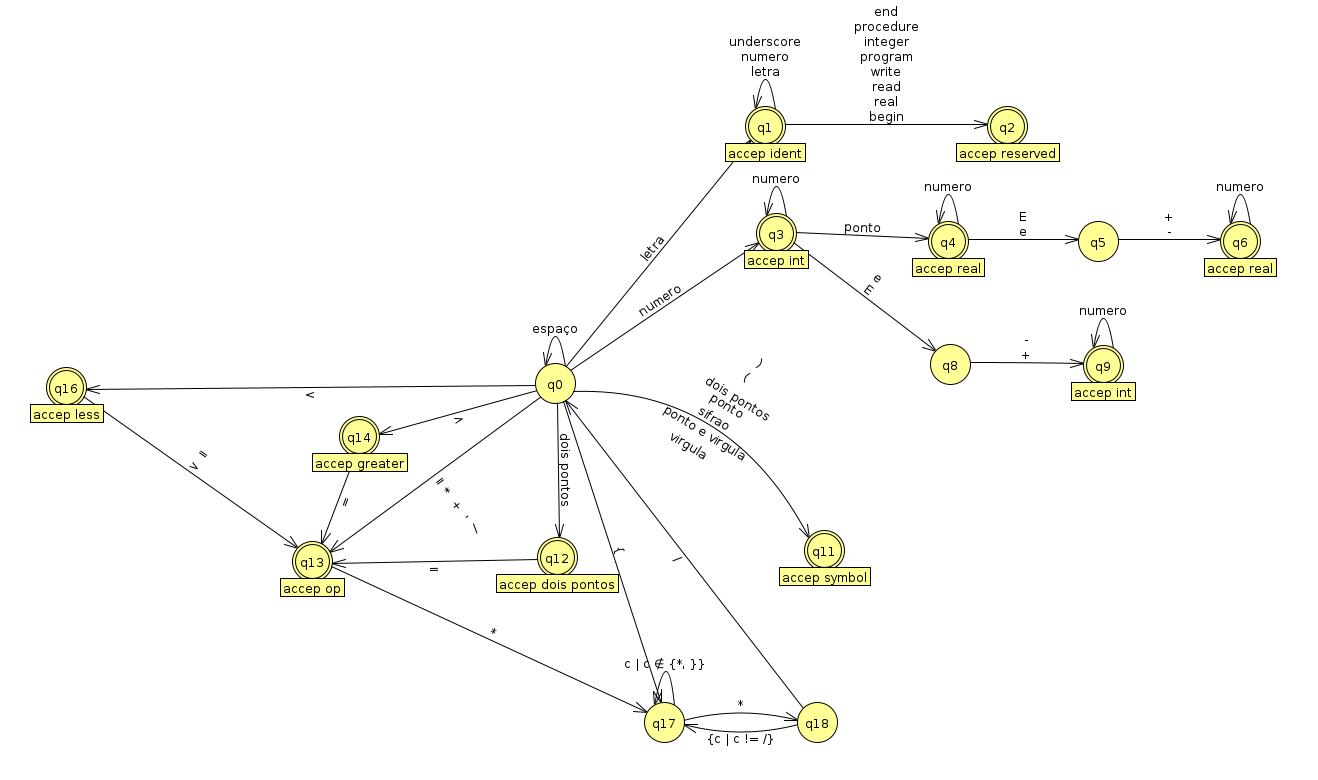 end
procedure
integer
program
write
read
real
begin
underscore
numero
letra
q1
accep ident
q2
accep reserved
numero
q3
accep int
ponto
numero
q4
accep real
E
e
q5
+
-
numero
q6
accep real
letra
numero
e
E
q8
-
+
numero
q9
accep int
espaço
q0
)
(
dois pontos
ponto
sifrao
ponto e virgula
virgula
q11
accep symbol
<
q16
accep less
>
q14
accep greater
= >
=
= * + - /
dois pontos
q12
accep dois pontos
=
q13
accep op
{
/
*
c | c ∉ {*, }}
q17
*
{c | c != /}
q18